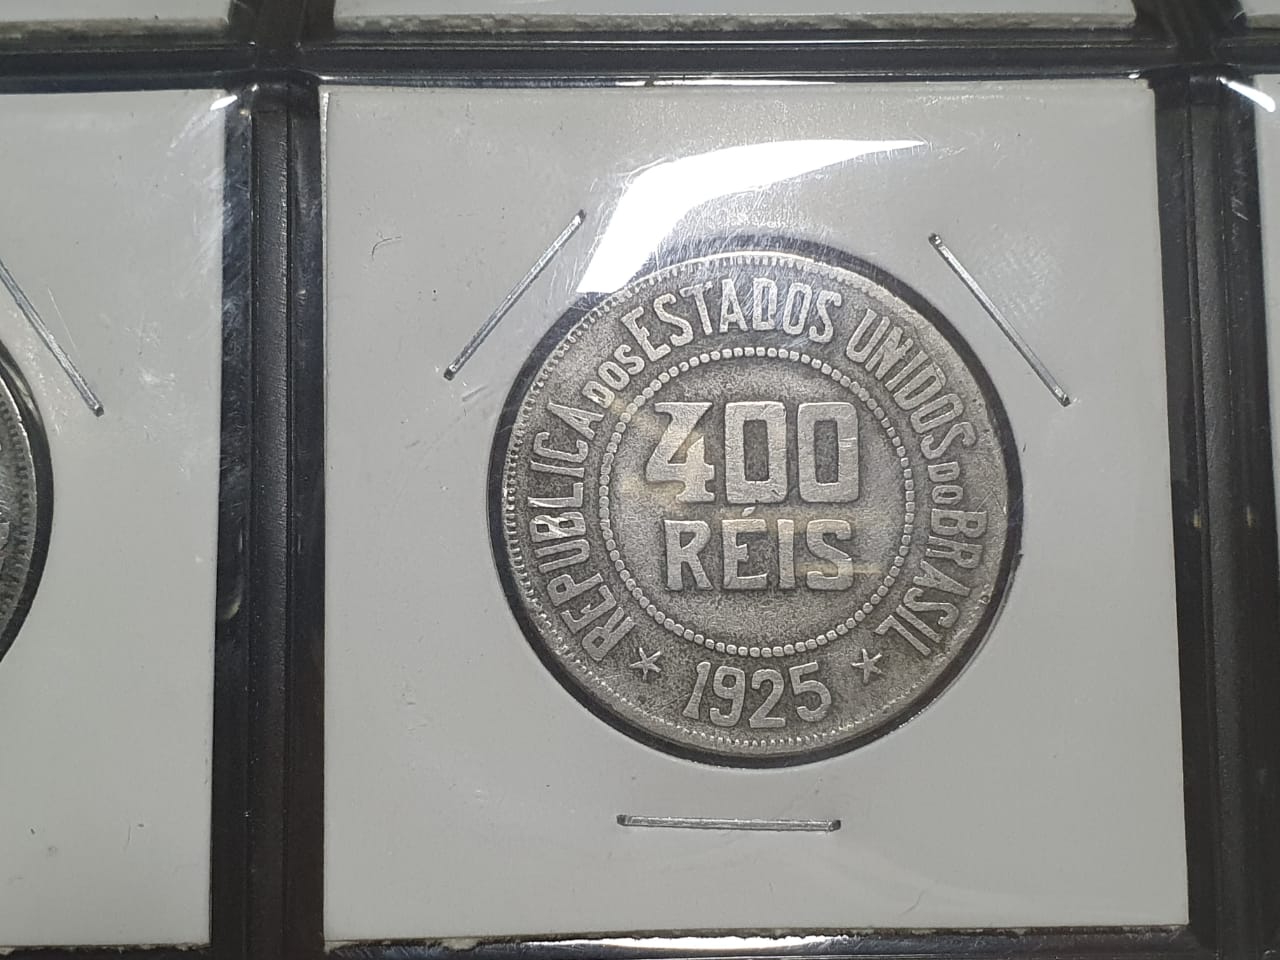 REPUBLICA DOS ESTADOS UNIDOS DO BRASIL
400
RÉIS
★ 1925 ★